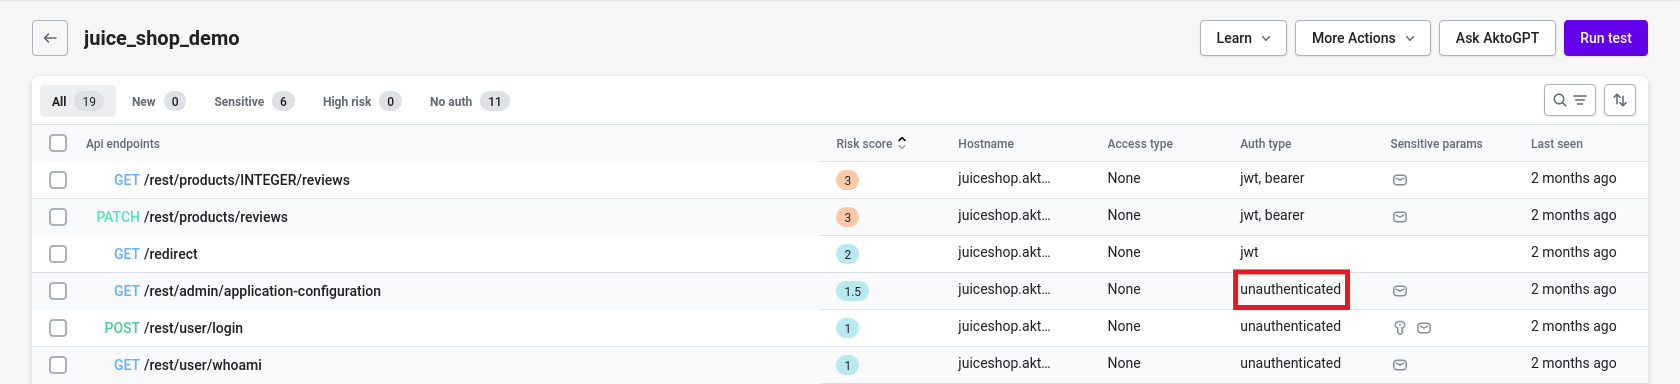 juice_shop_demo Learn More Actions Ask AktoGPT Run test
All 19 New 0 Sensitive 6 High risk 0 No auth 11
Api endpoints Risk score Hostname Access type Auth type Sensitive params Last seen
GET /rest/products/INTEGER/reviews 3 juiceshop.akt... None jwt, bearer 2 months ago
PATCH /rest/products/reviews 3 juiceshop.akt... None jwt, bearer 2 months ago
GET /redirect 2 juiceshop.akt... None jwt 2 months ago
GET /rest/admin/application-configuration 1.5 juiceshop.akt... None unauthenticated 2 months ago
POST /rest/user/login 1 juiceshop.akt... None unauthenticated 2 months ago
GET /rest/user/whoami 1 juiceshop.akt... None unauthenticated 2 months ago